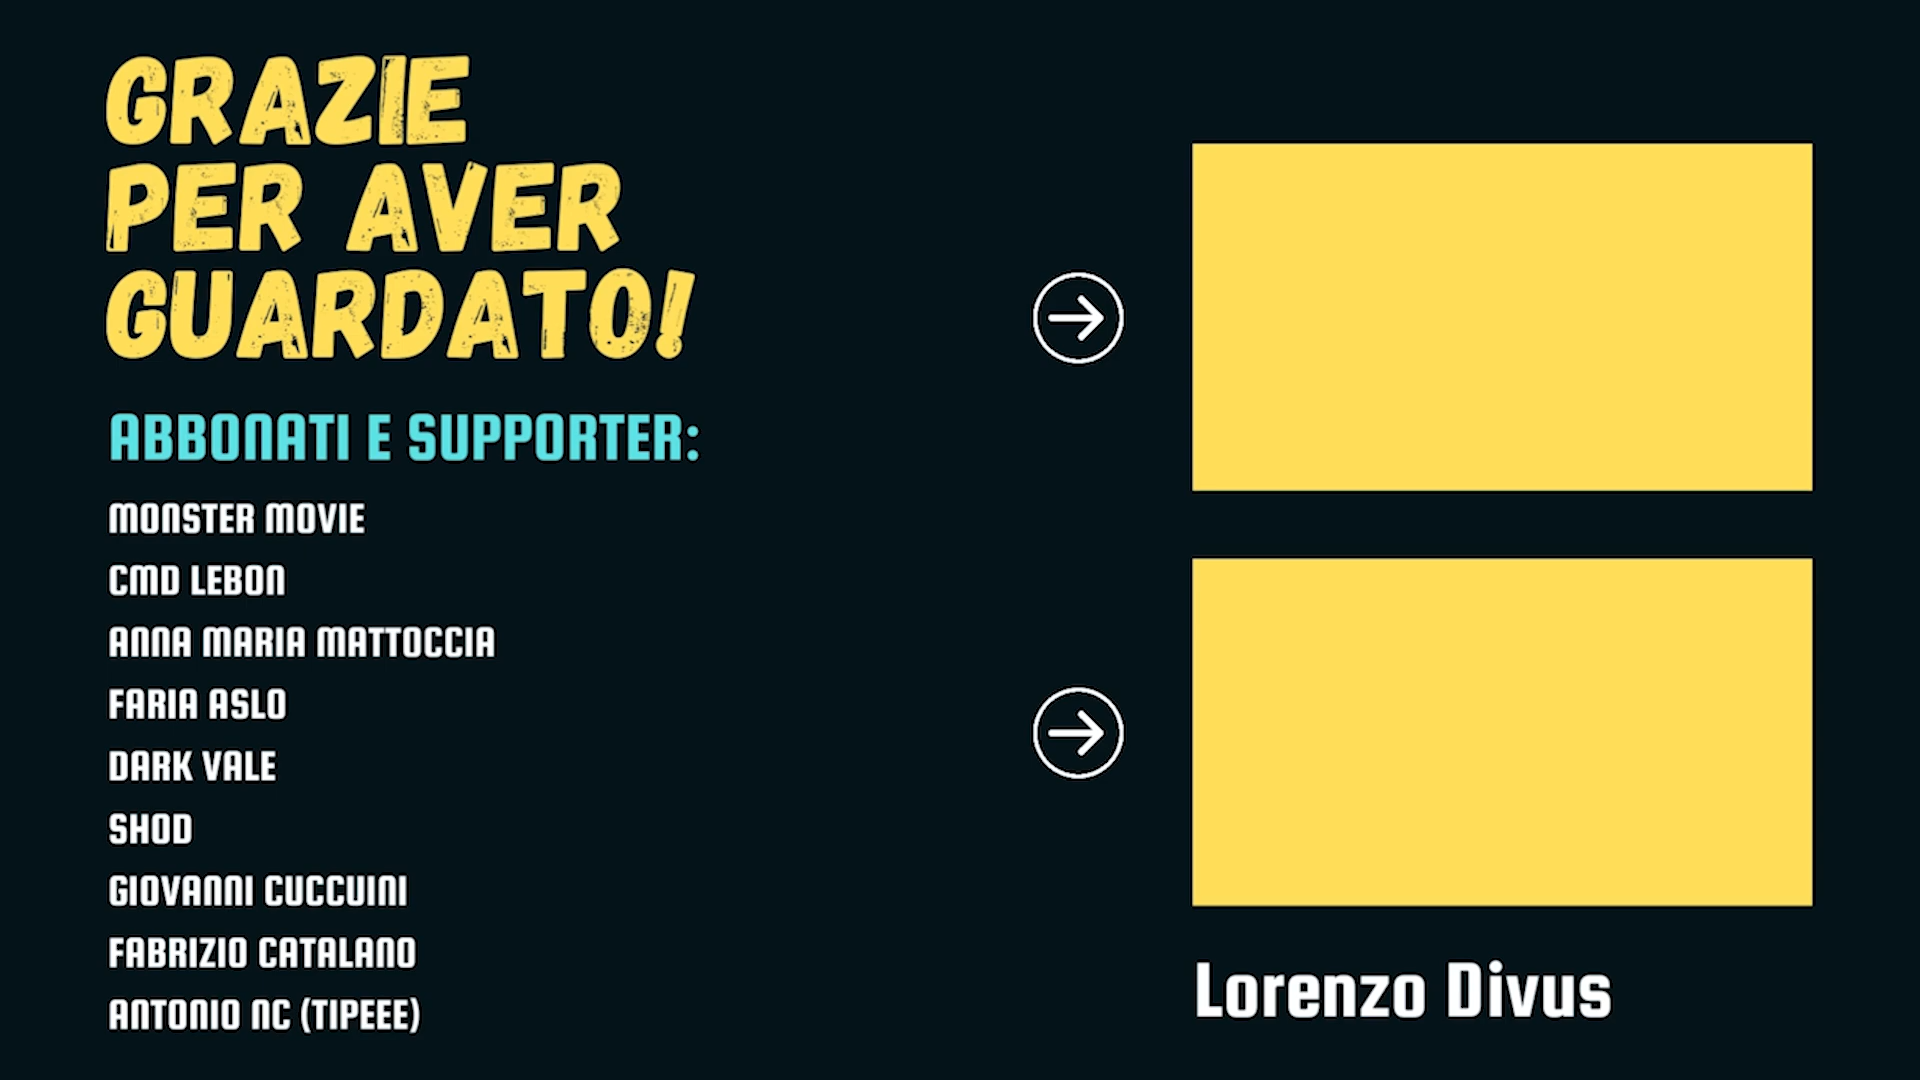 GRAZIE
PER AVER
GUARDATO!
ABBONATI E SUPPORTER:
MONSTER MOVIE
CMD LEBON
ANNA MARIA MATTOCCIA
FARIA ASLO
DARK VALE
SHOD
GIOVANNI CUCCUINI
FABRIZIO CATALANO
ANTONIO NC (TIPEEE)
Lorenzo Divus